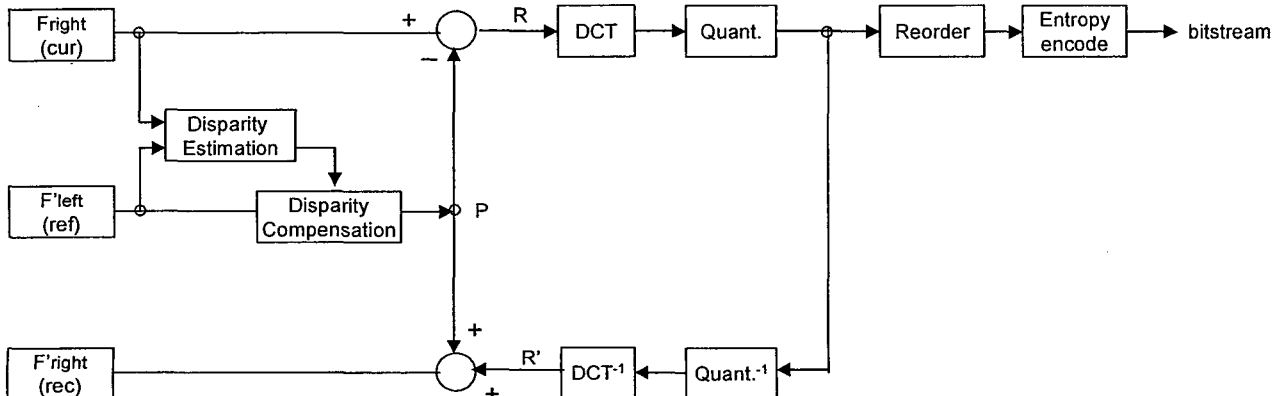 Fright
(cur)
+
R
DCT
Quant.
Reorder
Entropy
encode
bitstream
−
Disparity
Estimation
F'left
(ref)
Disparity
Compensation
P
+
F'right
(rec)
+
R'
DCT-1
Quant.-1